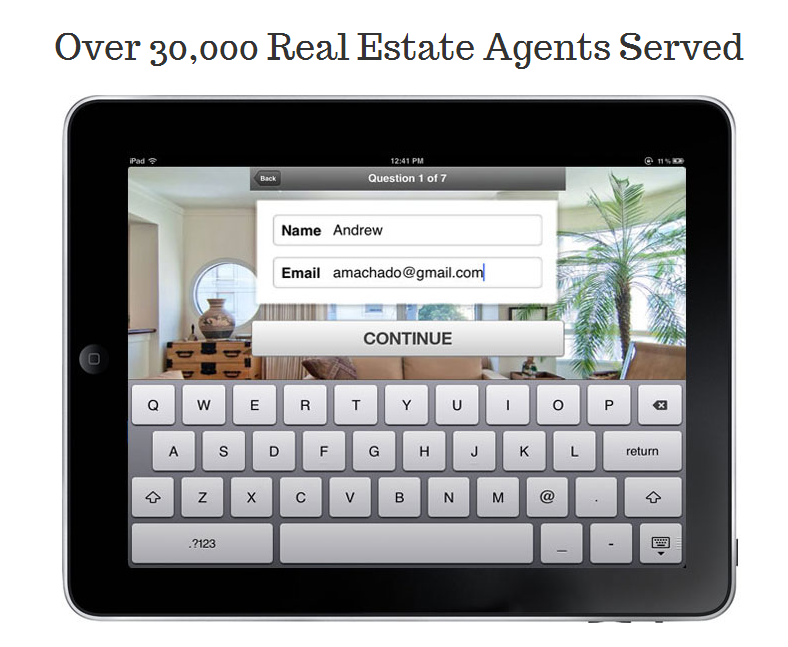 Over 30,000 Real Estate Agents Served
iPad 12:41 PM 11 %
Back Question 1 of 7
Name Andrew
Email amachado@gmail.com
CONTINUE
Q W E R T Y U I O P
A S D F G H J K L return
Z X C V B N M @ .
.?123 _ -